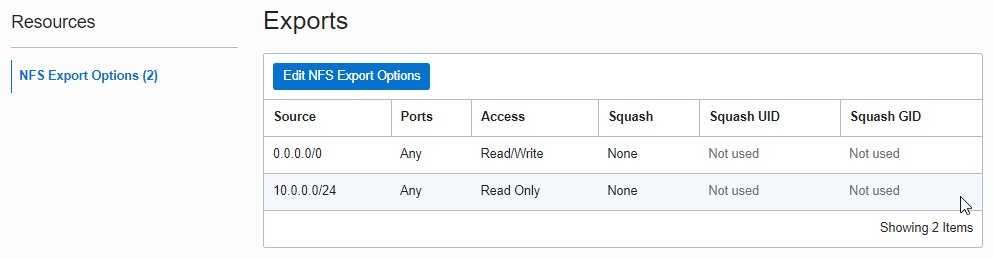 Resources
NFS Export Options (2)
Exports
Edit NFS Export Options
Source Ports Access Squash Squash UID Squash GID
0.0.0.0/0 Any Read/Write None Not used Not used
10.0.0.0/24 Any Read Only None Not used Not used
Showing 2 Items